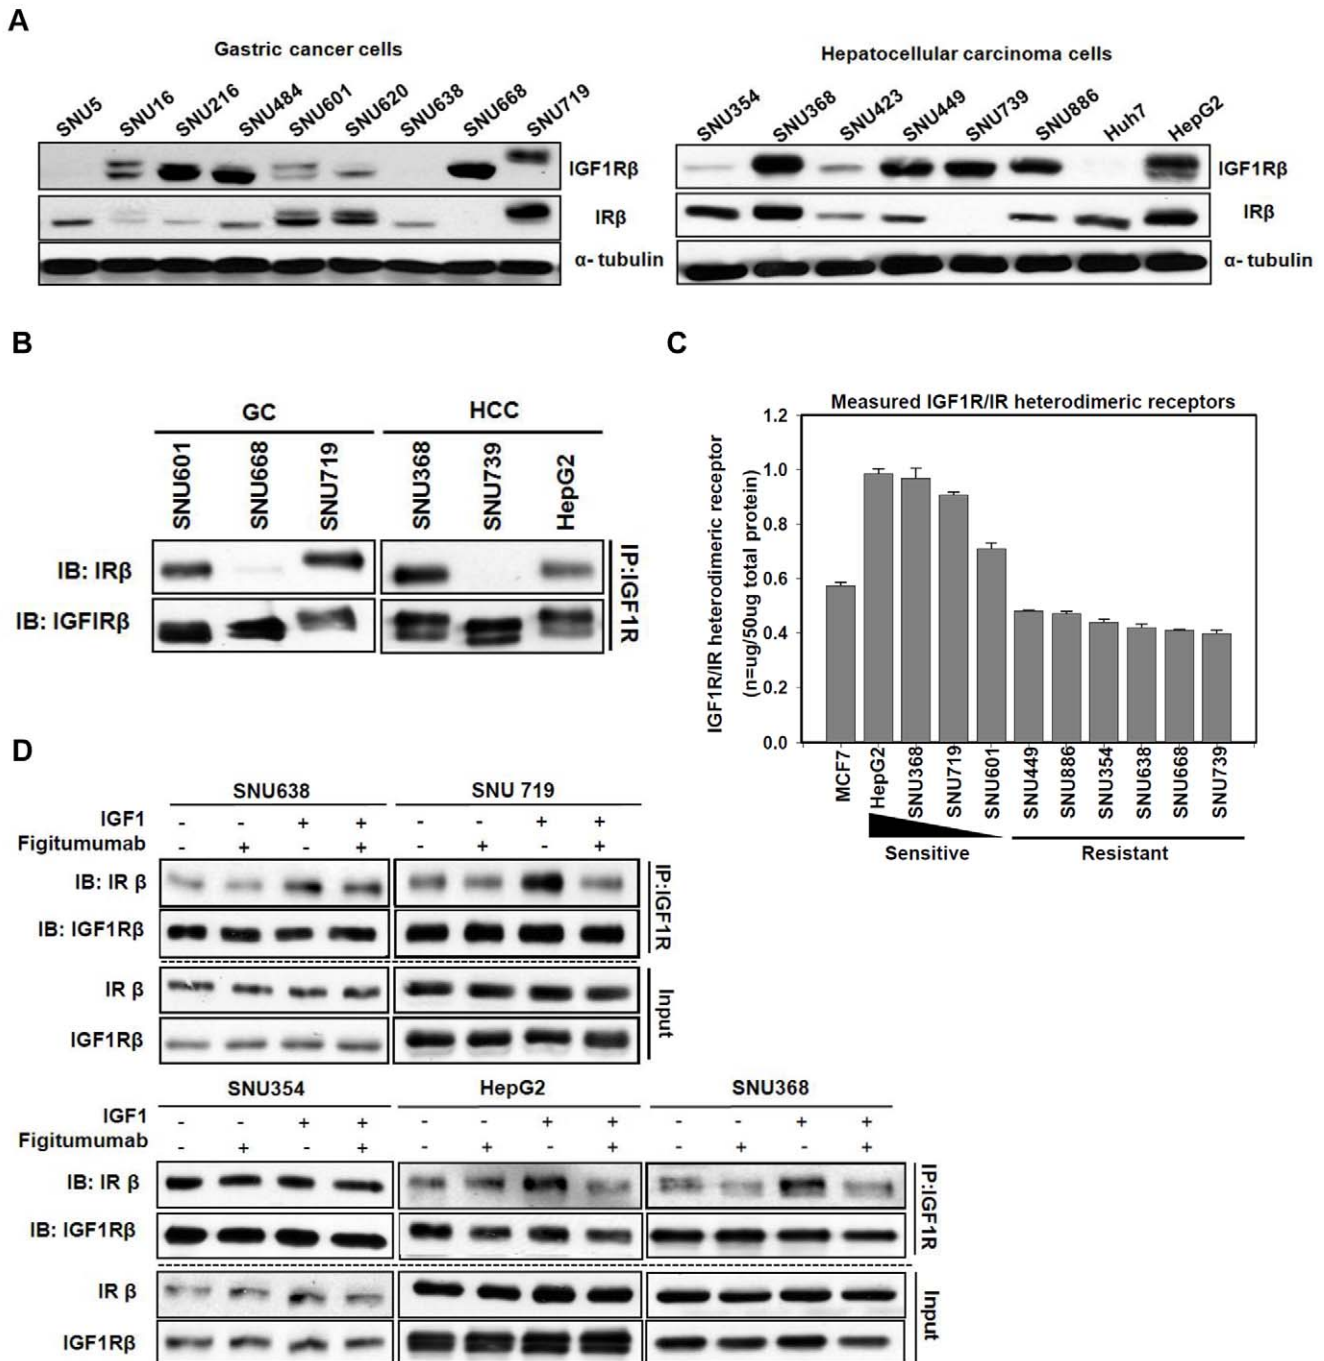 A
Gastric cancer cells
SNU5 SNU16 SNU216 SNU484 SNU601 SNU620 SNU638 SNU668 SNU719
IGF1Rβ
IRβ
α- tubulin
Hepatocellular carcinoma cells
SNU354 SNU368 SNU423 SNU449 SNU739 SNU886 Huh7 HepG2
IGF1Rβ
IRβ
α- tubulin
B
GC HCC
SNU601 SNU668 SNU719 SNU368 SNU739 HepG2
IB: IRβ
IB: IGFIRβ
IP:IGF1R
C
Measured IGF1R/IR heterodimeric receptors
IGF1R/IR heterodimeric receptor
(n=ug/50ug total protein)
1.2
1.0
0.8
0.6
0.4
0.2
0.0
MCF7 HepG2 SNU368 SNU719 SNU601 SNU449 SNU886 SNU354 SNU638 SNU668 SNU739
Sensitive Resistant
D
SNU638 SNU 719
IGF1 - - + + - - + +
Figitumumab - + - + - + - +
IB: IR β
IB: IGF1Rβ
IP:IGF1R
IR β
IGF1Rβ
Input
SNU354 HepG2 SNU368
IGF1 - - + + - - + + - - + +
Figitumumab - + - + - + - + - + - +
IB: IR β
IB: IGF1Rβ
IP:IGF1R
IR β
IGF1Rβ
Input